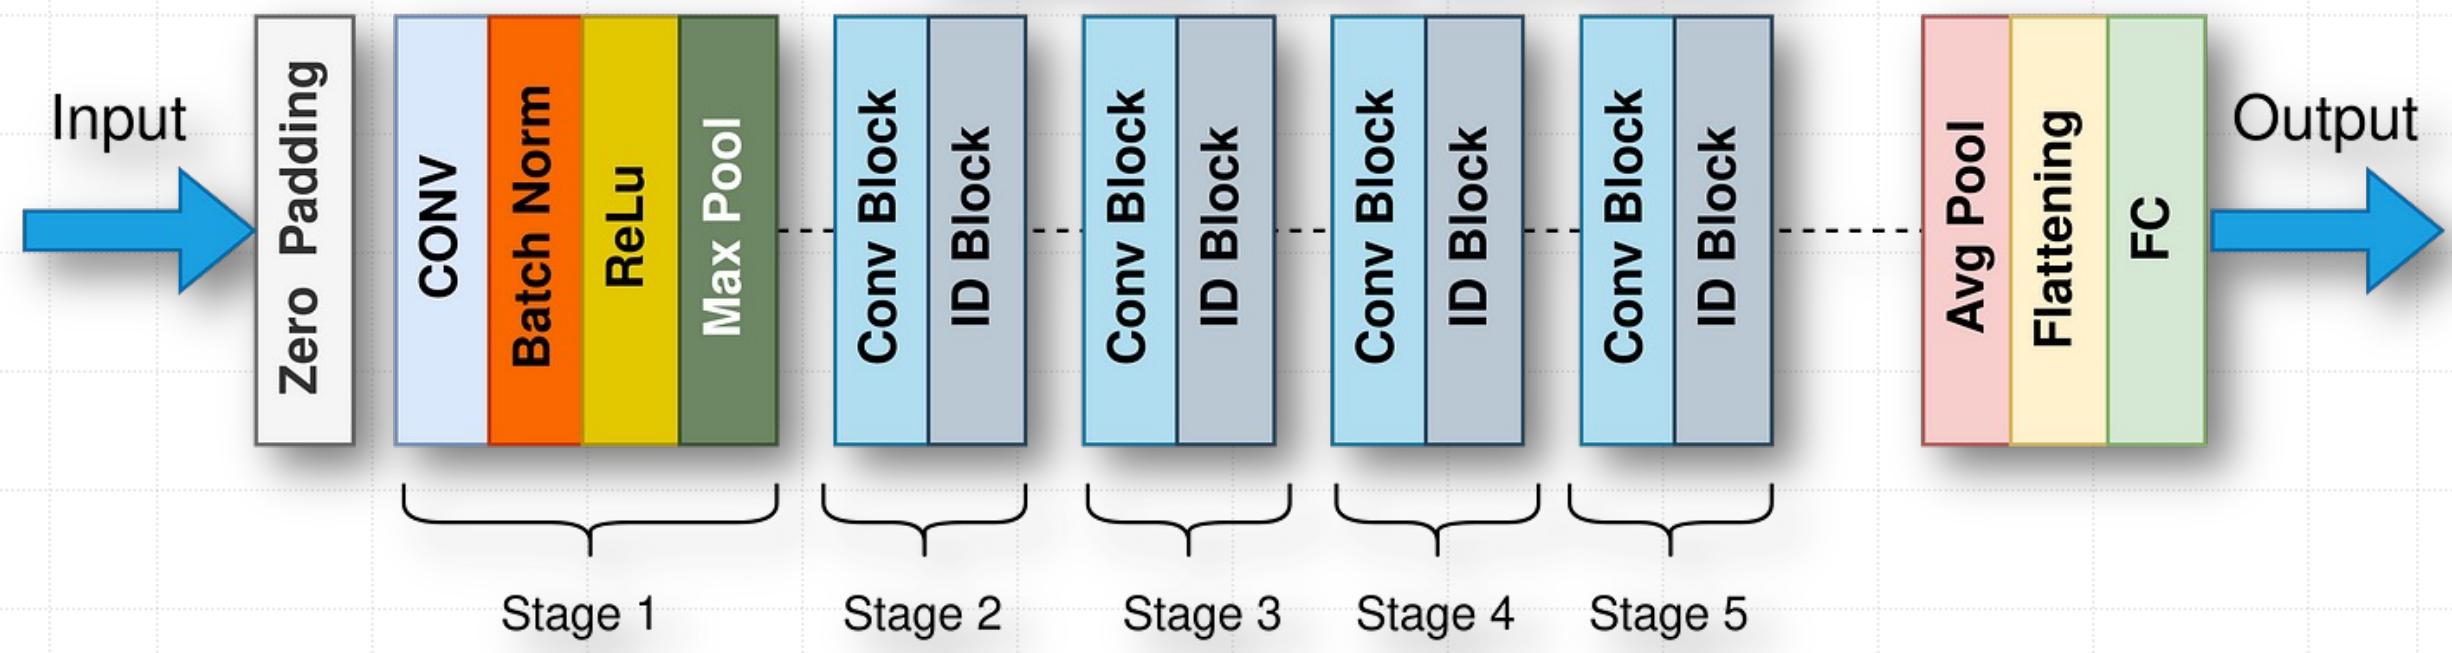 Input
Zero Padding
CONV
Batch Norm
ReLu
Max Pool
Conv Block
ID Block
Conv Block
ID Block
Conv Block
ID Block
Conv Block
ID Block
Avg Pool
Flattening
FC
Output
Stage 1
Stage 2
Stage 3
Stage 4
Stage 5